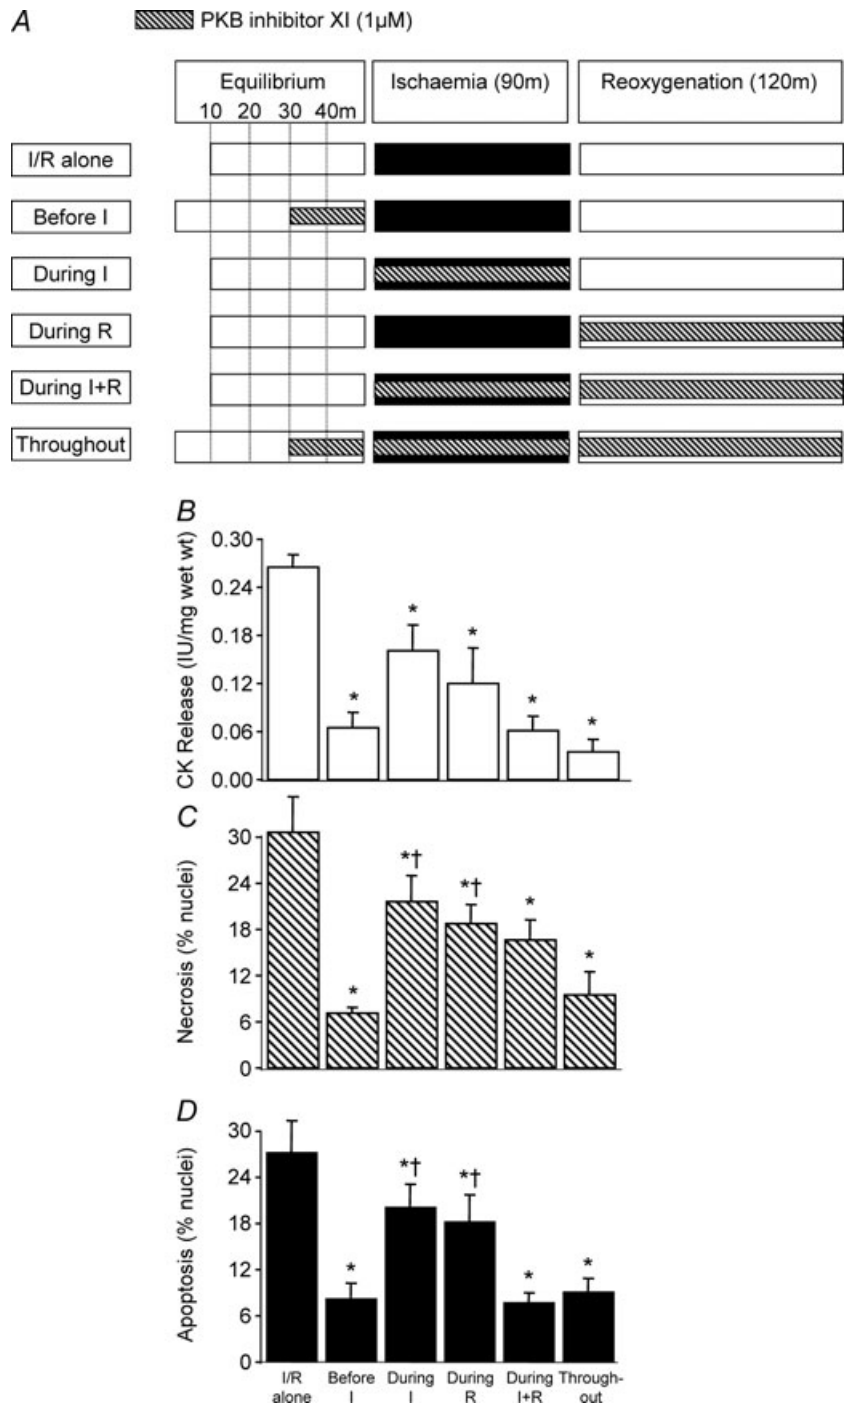 A
PKB inhibitor XI (1µM)
Equilibrium
10 20 30 40m
Ischaemia (90m)
Reoxygenation (120m)
I/R alone
Before I
During I
During R
During I+R
Throughout
B
CK Release (IU/mg wet wt)
0.30
0.24
0.18
0.12
0.06
0.00
*
*
*
*
*
C
Necrosis (% nuclei)
30
24
18
12
6
0
*
*†
*†
*
*
D
Apoptosis (% nuclei)
30
24
18
12
6
0
*
*†
*†
*
*
I/R
alone
Before
I
During
I
During
R
During
I+R
Through-
out